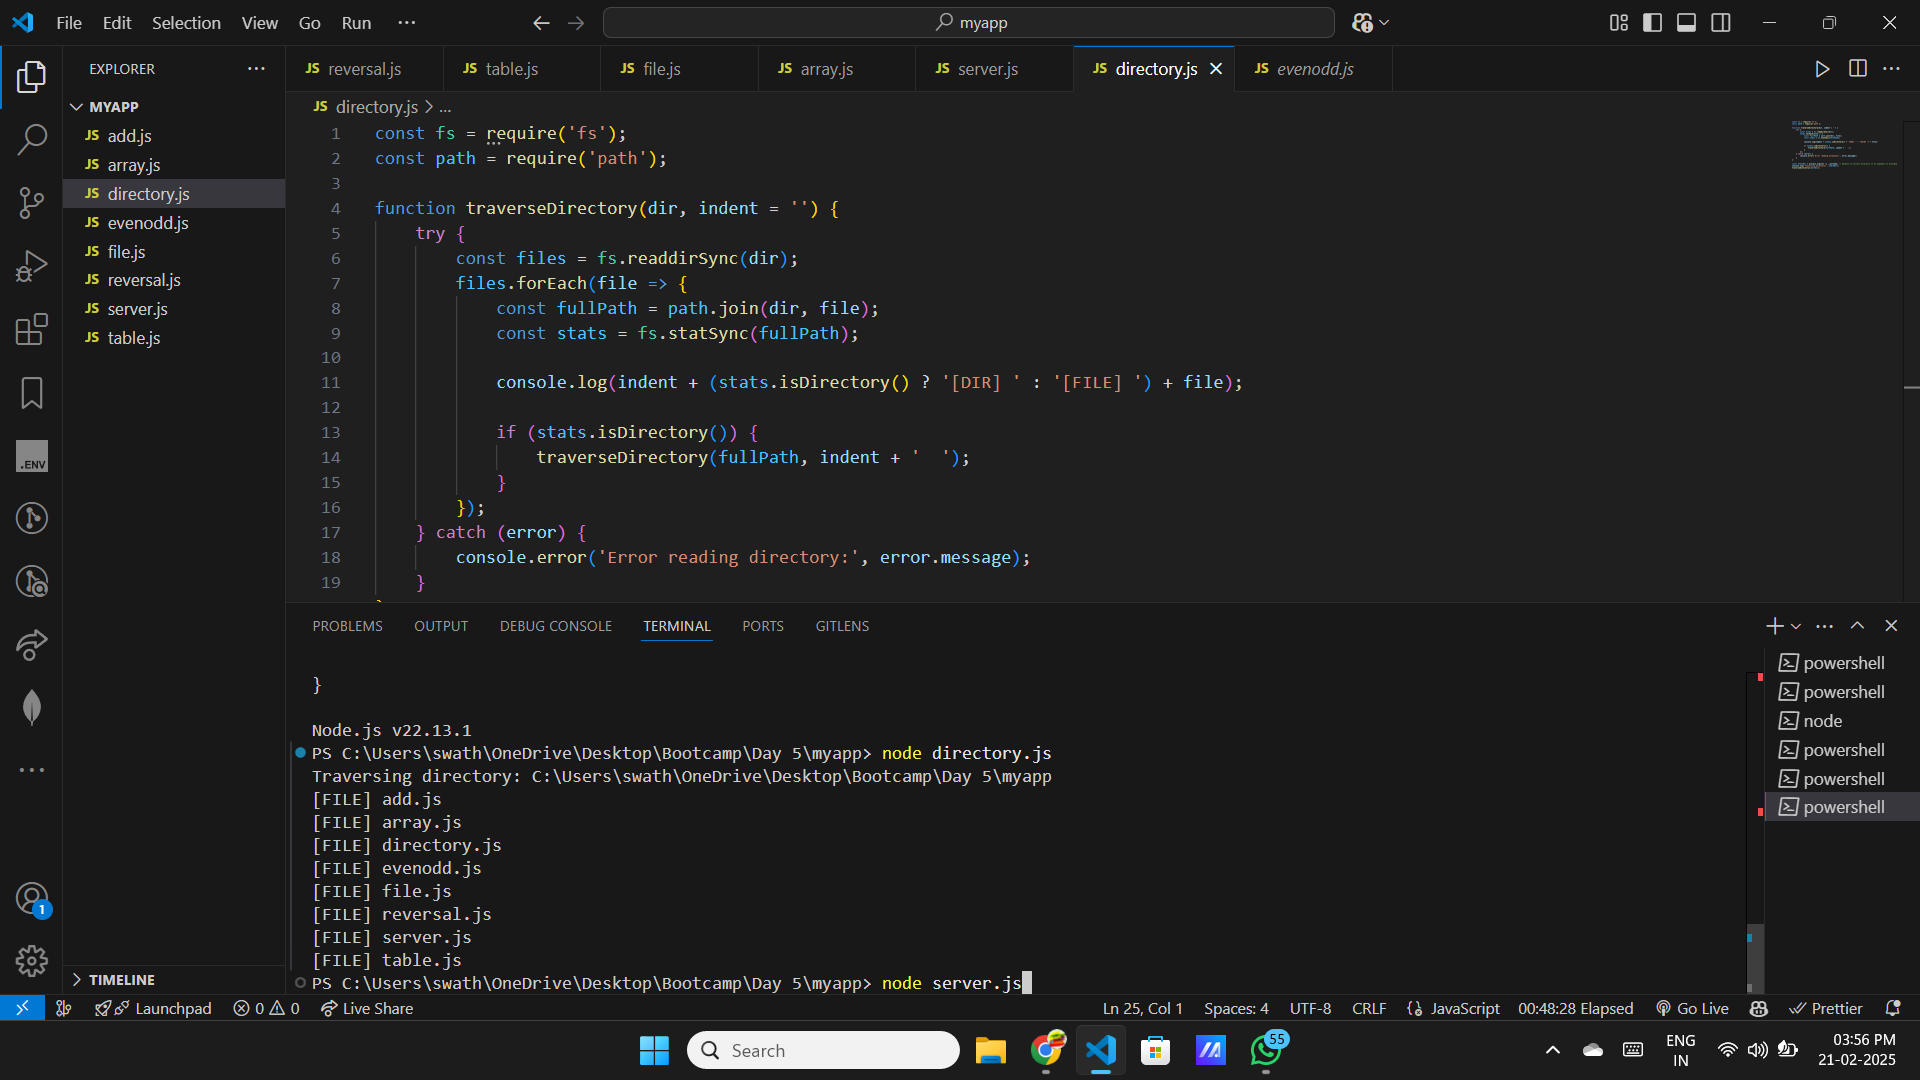 File Edit Selection View Go Run ···
myapp
EXPLORER
MYAPP
JS add.js
JS array.js
JS directory.js
JS evenodd.js
JS file.js
JS reversal.js
JS server.js
JS table.js
TIMELINE
.ENV
1
JS reversal.js JS table.js JS file.js JS array.js JS server.js JS directory.js JS evenodd.js
JS directory.js > ...
1 const fs = require('fs');
2 const path = require('path');
3
4 function traverseDirectory(dir, indent = '') {
5 try {
6 const files = fs.readdirSync(dir);
7 files.forEach(file => {
8 const fullPath = path.join(dir, file);
9 const stats = fs.statSync(fullPath);
10
11 console.log(indent + (stats.isDirectory() ? '[DIR] ' : '[FILE] ') + file);
12
13 if (stats.isDirectory()) {
14 traverseDirectory(fullPath, indent + '  ');
15 }
16 });
17 } catch (error) {
18 console.error('Error reading directory:', error.message);
19 }
PROBLEMS OUTPUT DEBUG CONSOLE TERMINAL PORTS GITLENS
}
Node.js v22.13.1
PS C:\Users\swath\OneDrive\Desktop\Bootcamp\Day 5\myapp> node directory.js
Traversing directory: C:\Users\swath\OneDrive\Desktop\Bootcamp\Day 5\myapp
[FILE] add.js
[FILE] array.js
[FILE] directory.js
[FILE] evenodd.js
[FILE] file.js
[FILE] reversal.js
[FILE] server.js
[FILE] table.js
PS C:\Users\swath\OneDrive\Desktop\Bootcamp\Day 5\myapp> node server.js
powershell
powershell
node
powershell
powershell
powershell
Launchpad 0 0 Live Share Ln 25, Col 1 Spaces: 4 UTF-8 CRLF {} JavaScript 00:48:28 Elapsed Go Live Prettier
Search
55
ENG
IN
03:56 PM
21-02-2025